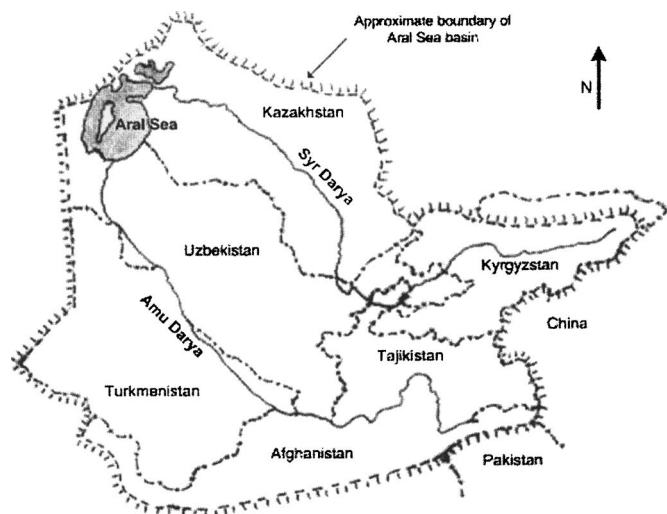 Approximate boundary of
Aral Sea basin
N
Kazakhstan
Aral Sea
Syr Darya
Uzbekistan
Kyrgyzstan
China
Amu Darya
Tajikistan
Turkmenistan
Afghanistan
Pakistan